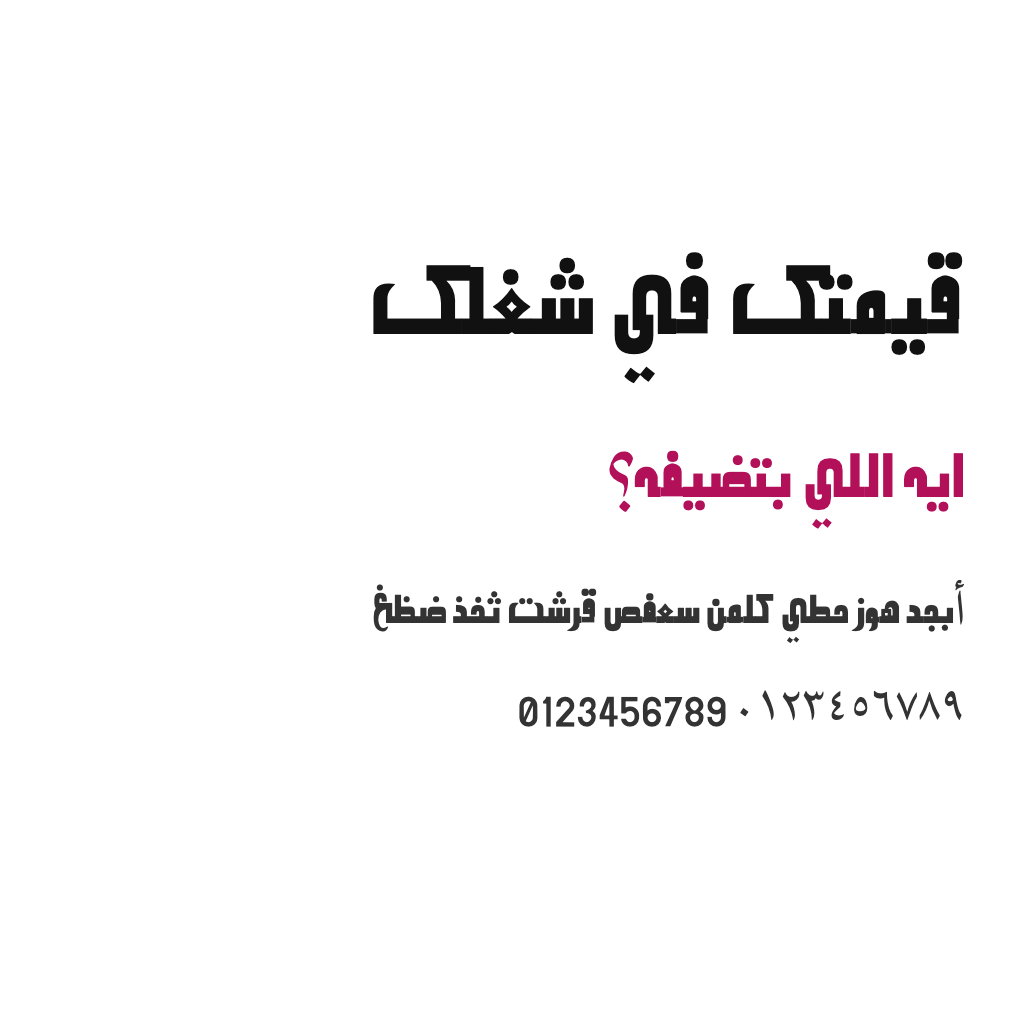 قيمتك في شغلك
ايه اللي بتضيفه؟
أبجد هوز حطي كلمن سعفص قرشت ثخذ ضظغ
٠١٢٣٤٥٦٧٨٩ 0123456789